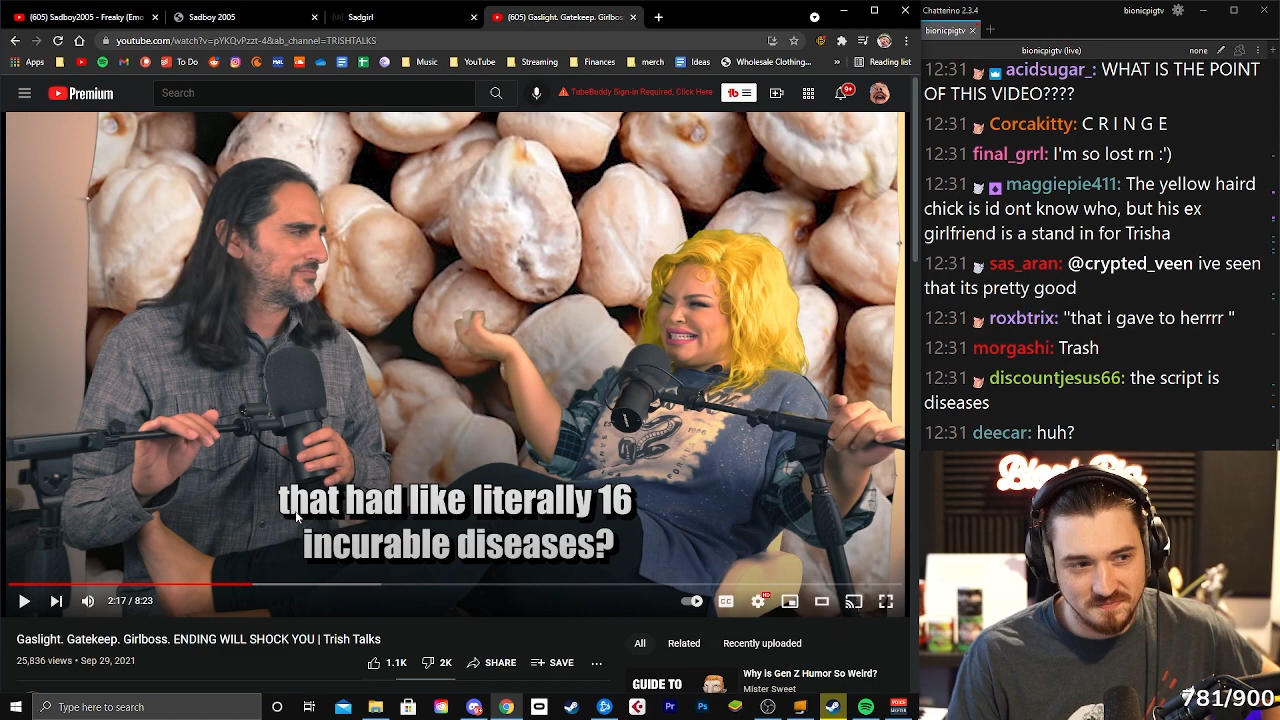 (605) Sadboy2005 - Freaky (Emo
Sadboy 2005
Sadgirl
(605) Gaslight. Gatekeep. Girlbos
youtube.com/watch?v=pYKQvPzzt-4&ab_channel=TRISHTALKS
Apps
To Do
Music
YouTube
Streaming
Finances
merch
Ideas
Wholesale Clothing...
Reading list
Premium
Search
TubeBuddy Sign-in Required, Click Here
tb
9+
that had like literally 16
incurable diseases?
2:17 / 8:23
CC
HD
Gaslight. Gatekeep. Girlboss. ENDING WILL SHOCK YOU | Trish Talks
25,836 views • Sep 29, 2021
1.1K
2K
SHARE
SAVE
All
Related
Recently uploaded
GUIDE TO
Why is Gen Z Humor So Weird?
Mister Sweet
Type here to search
Chatterino 2.3.4
bionicpigtv
bionicpigtv
bionicpigtv (live)
none
12:31 acidsugar_: WHAT IS THE POINT
OF THIS VIDEO????
12:31 Corcakitty: C R I N G E
12:31 final_grrl: I'm so lost rn :')
12:31 maggiepie411: The yellow haird
chick is id ont know who, but his ex
girlfriend is a stand in for Trisha
12:31 sas_aran: @crypted_veen ive seen
that its pretty good
12:31 roxbtrix: "that i gave to herrrr "
12:31 morgashi: Trash
12:31 discountjesus66: the script is
diseases
12:31 deecar: huh?
781/900